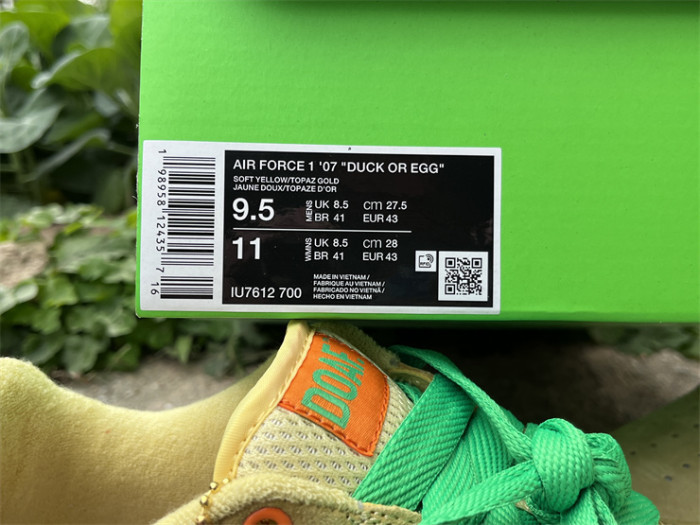 AIR FORCE 1 '07 "DUCK OR EGG"
SOFT YELLOW/TOPAZ GOLD
JAUNE DOUX/TOPAZE D'OR
9.5 MENS UK 8.5 cm 27.5
BR 41 EUR 43
11 WMNS UK 8.5 cm 28
BR 41 EUR 43
MADE IN VIETNAM /
FABRIQUE AU VIETNAM /
FABRICADO NO VIETNÃ /
HECHO EN VIETNAM
IU7612 700
1 98958 12435 7 16
DOAF